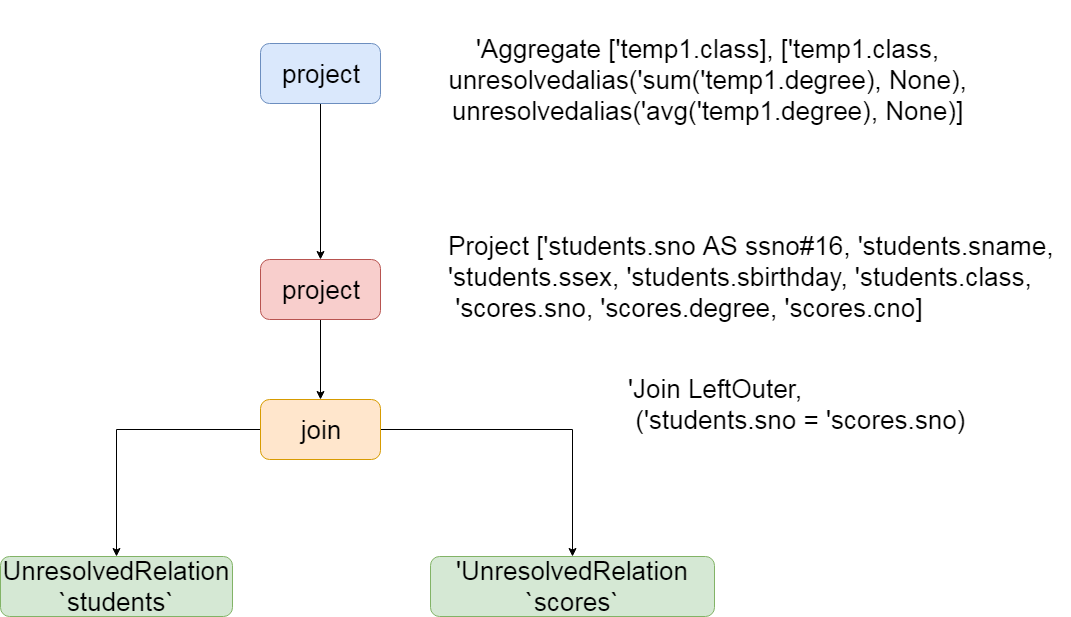 project
'Aggregate ['temp1.class], ['temp1.class,
unresolvedalias('sum('temp1.degree), None),
unresolvedalias('avg('temp1.degree), None)]
project
Project ['students.sno AS ssno#16, 'students.sname,
'students.ssex, 'students.sbirthday, 'students.class,
'scores.sno, 'scores.degree, 'scores.cno]
join
'Join LeftOuter,
('students.sno = 'scores.sno)
UnresolvedRelation
`students`
'UnresolvedRelation
`scores`